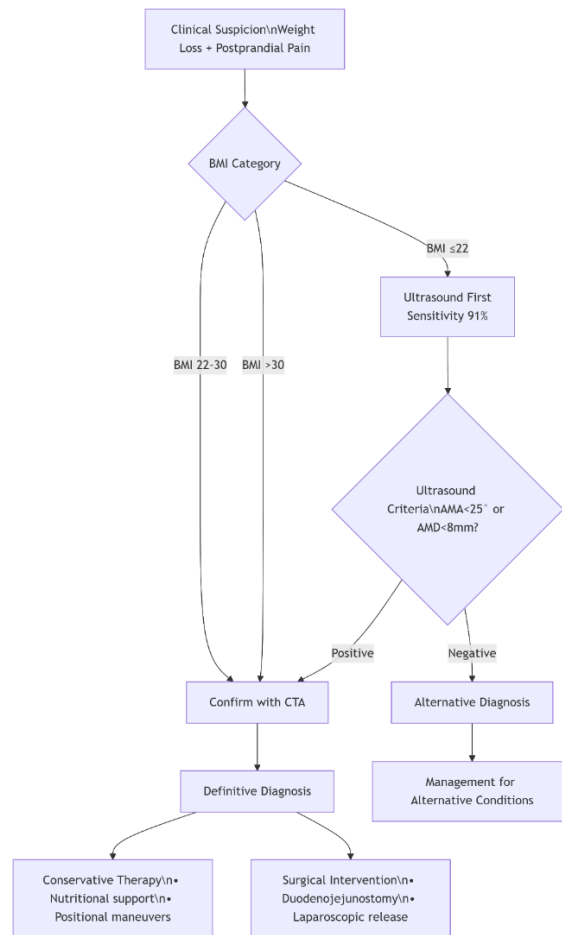 Clinical Suspicion\nWeight
Loss + Postprandial Pain
BMI Category
BMI ≤22
Ultrasound First
Sensitivity 91%
BMI 22-30
BMI >30
Ultrasound
Criteria\nAMA<25° or
AMD<8mm?
Positive
Negative
Confirm with CTA
Alternative Diagnosis
Definitive Diagnosis
Management for
Alternative Conditions
Conservative Therapy\n•
Nutritional support\n•
Positional maneuvers
Surgical Intervention\n•
Duodenojejunostomy\n•
Laparoscopic release